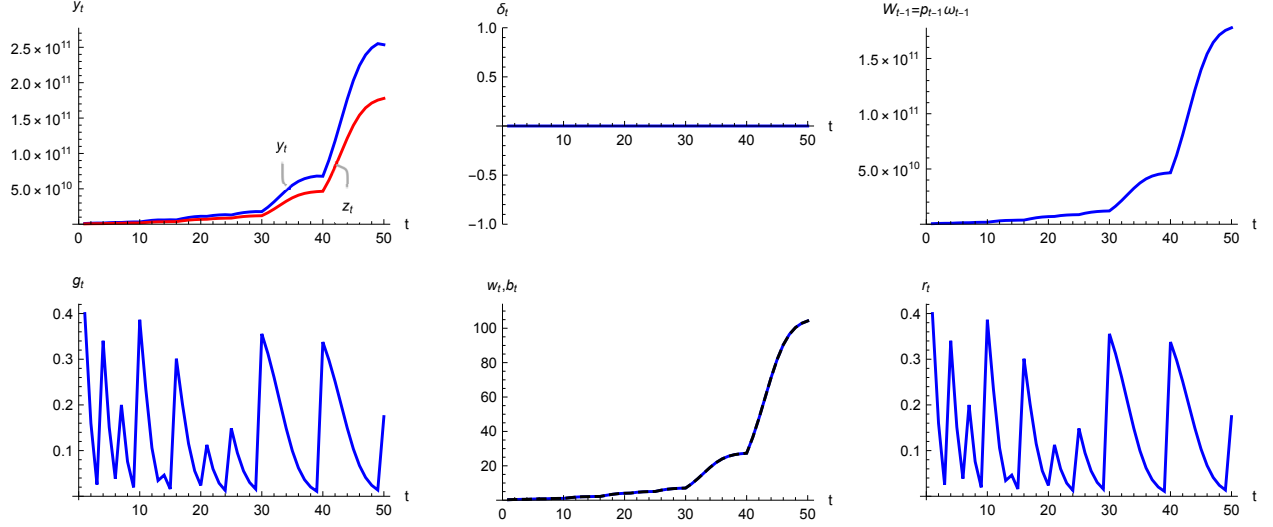 y_t
2.5 × 10^11
2.0 × 10^11
1.5 × 10^11
1.0 × 10^11
5.0 × 10^10
y_t
z_t
0 10 20 30 40 50 t
δ_t
1.0
0.5
-0.5
-1.0
10 20 30 40 50 t
W_{t-1}=p_{t-1}ω_{t-1}
1.5 × 10^11
1.0 × 10^11
5.0 × 10^10
0 10 20 30 40 50 t
g_t
0.4
0.3
0.2
0.1
0 10 20 30 40 50 t
w_t,b_t
100
80
60
40
20
0 10 20 30 40 50 t
r_t
0.4
0.3
0.2
0.1
0 10 20 30 40 50 t